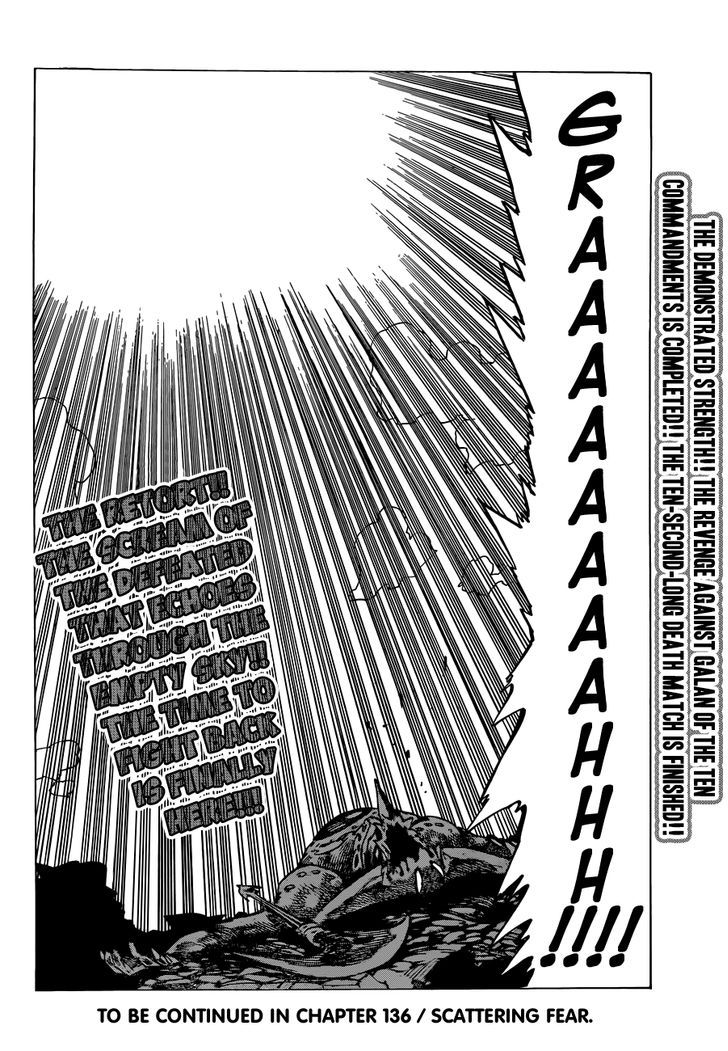 THE DEMONSTRATED STRENGTH!! THE REVENGE AGAINST GALAN OF THE TEN
COMMANDMENTS IS COMPLETED!! THE TEN-SECOND-LONG DEATH MATCH IS FINISHED!!
GRAAAAAAAAAHHH!!!!
THE RETORT!!
THE SCREAM OF
THE DEFEATED
THAT ECHOES
THROUGH THE
EMPTY SKY!!
THE TIME TO
FIGHT BACK
IS FINALLY
HERE!!!
TO BE CONTINUED IN CHAPTER 136 / SCATTERING FEAR.